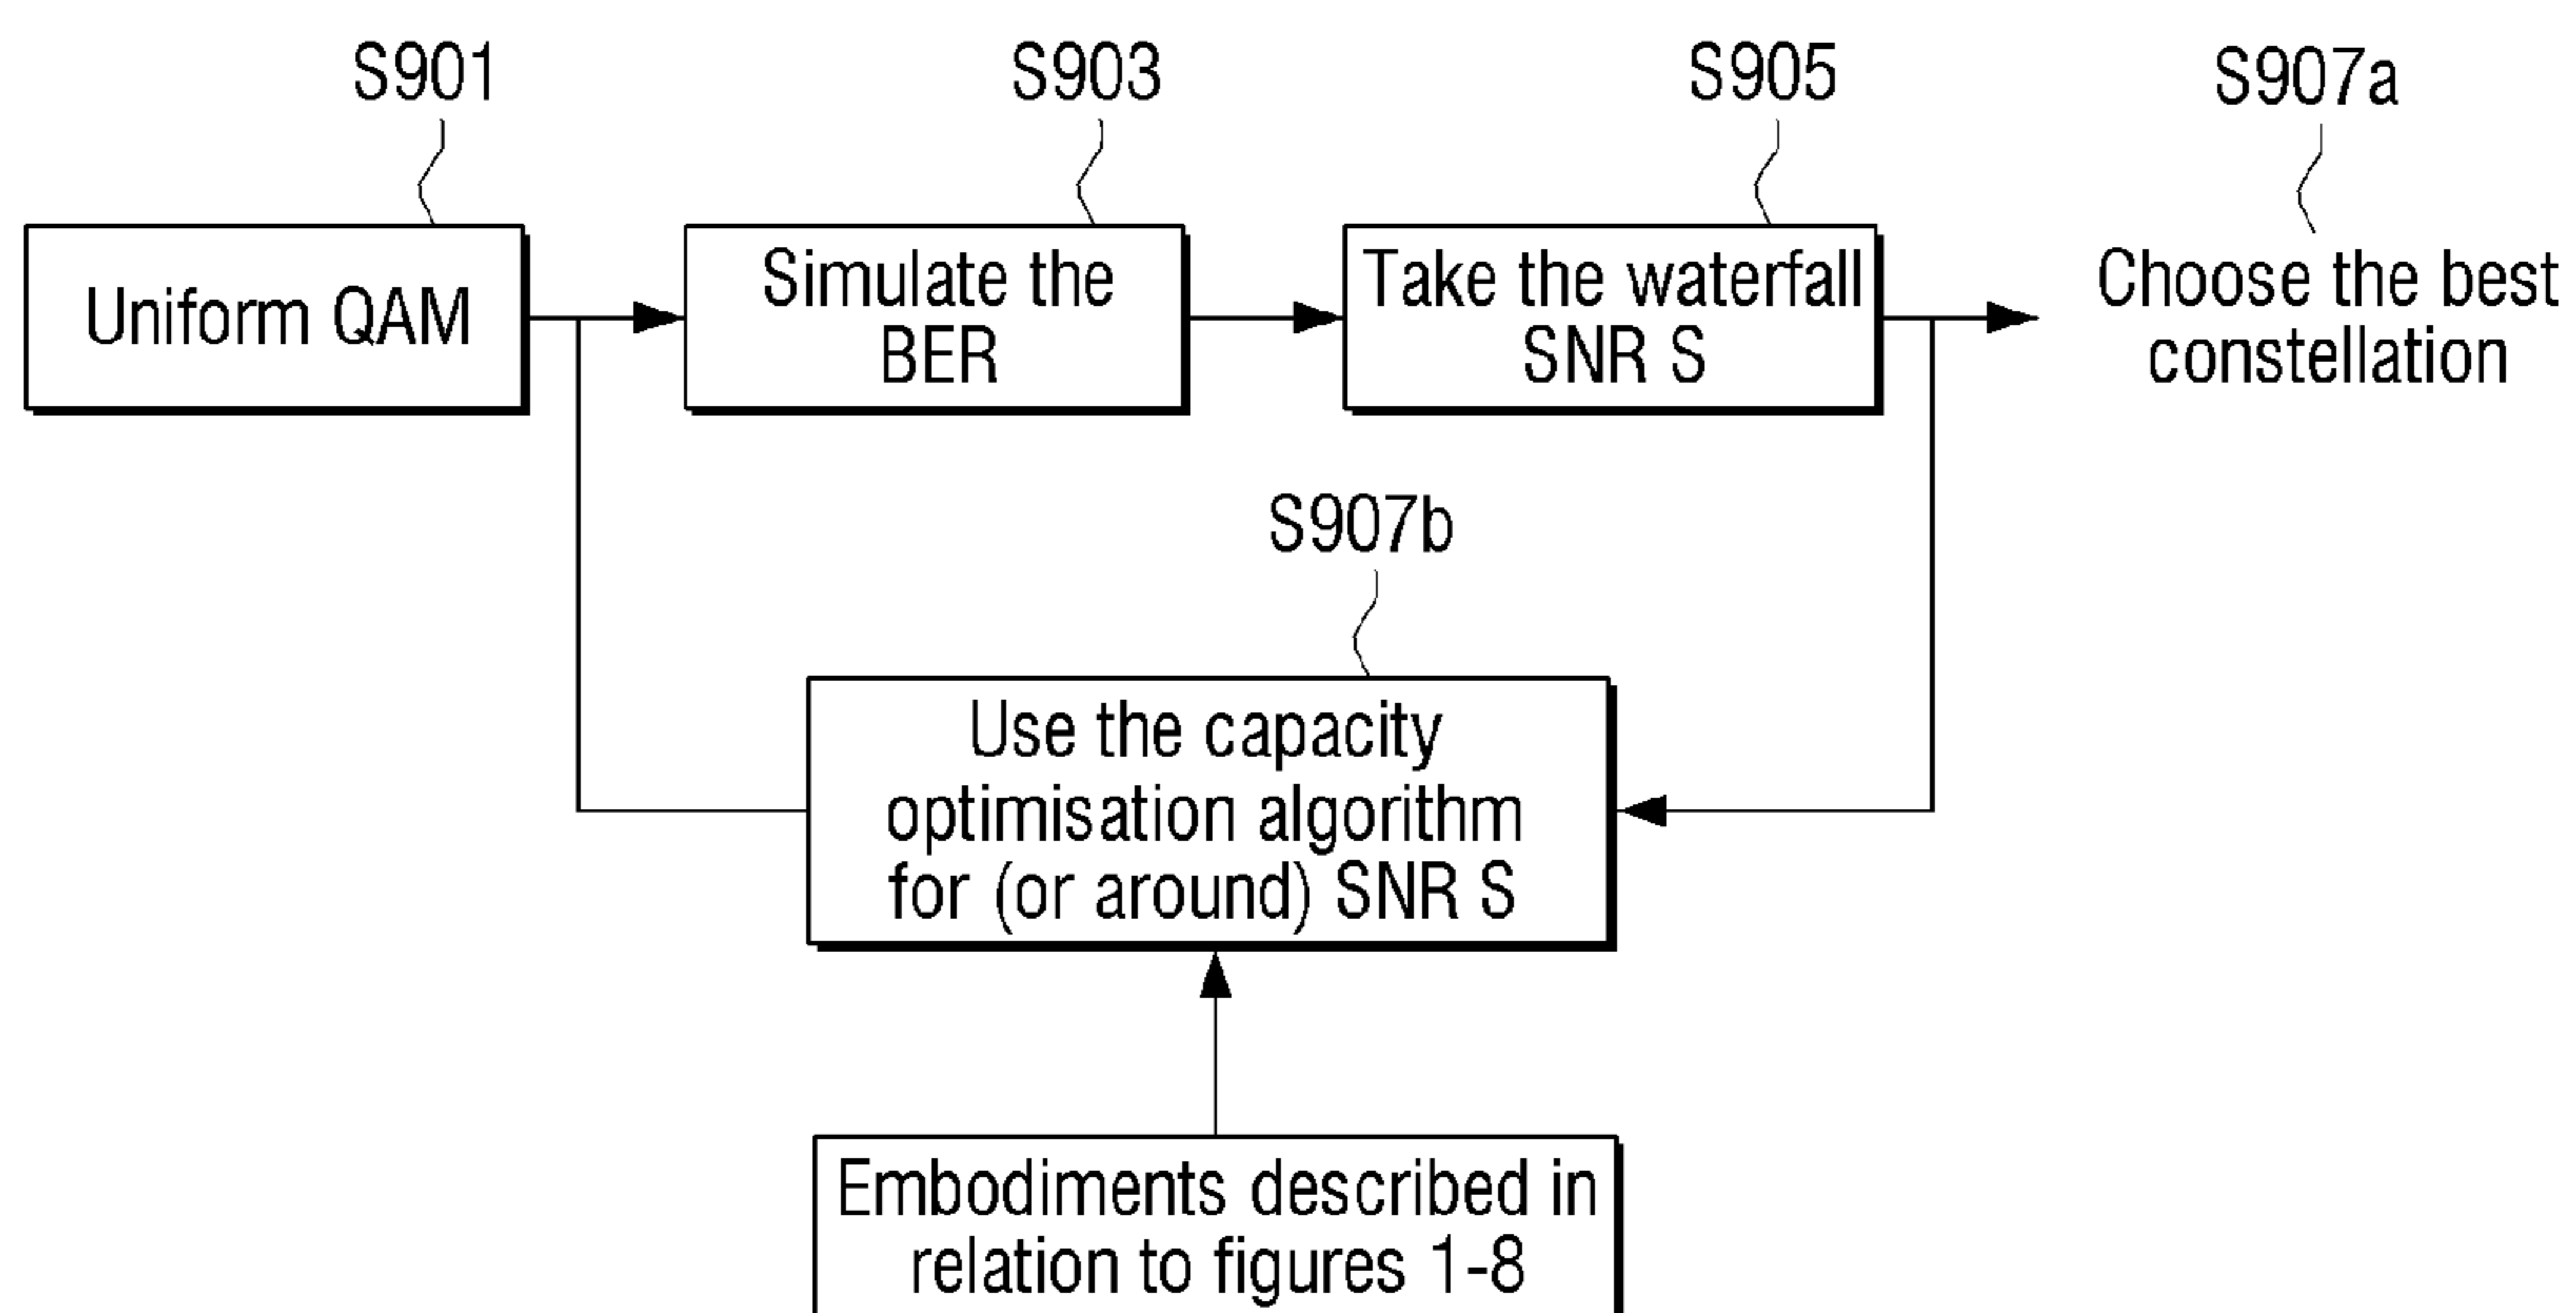 S901
S903
S905
S907a
Uniform QAM
Simulate the
BER
Take the waterfall
SNR S
Choose the best
constellation
S907b
Use the capacity
optimisation algorithm
for (or around) SNR S
Embodiments described in
relation to figures 1-8